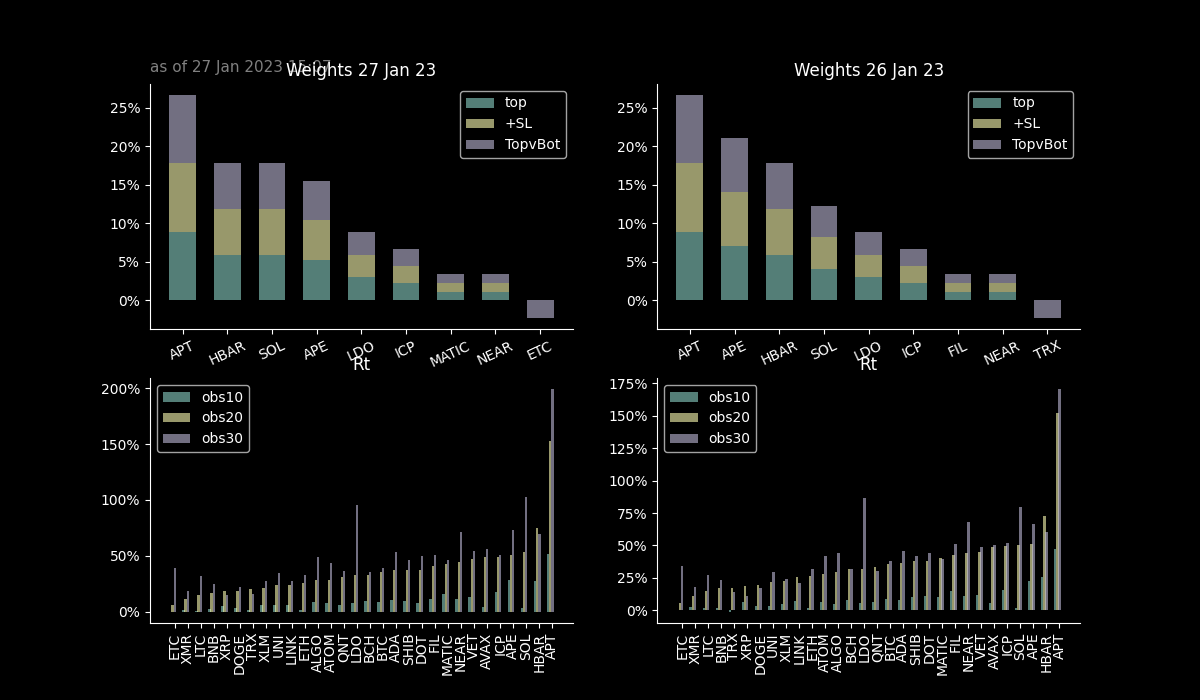 as of 27 Jan 2023 15:07
Weights 27 Jan 23
Weights 26 Jan 23
top
+SL
TopvBot
25%
20%
15%
10%
5%
0%
APT HBAR SOL APE LDO ICP MATIC NEAR ETC
top
+SL
TopvBot
25%
20%
15%
10%
5%
0%
APT APE HBAR SOL LDO ICP FIL NEAR TRX
Rt
obs10
obs20
obs30
200%
150%
100%
50%
0%
ETC XMR LTC BNB XRP DOGE TRX XLM UNI LINK ETH ALGO ATOM QNT LDO BCH BTC ADA SHIB DOT FIL MATIC NEAR VET AVAX ICP APE SOL HBAR APT
Rt
obs10
obs20
obs30
175%
150%
125%
100%
75%
50%
25%
0%
ETC XMR LTC BNB TRX XRP DOGE UNI XLM LINK ETH ATOM ALGO BCH LDO QNT BTC ADA SHIB DOT MATIC FIL NEAR VET AVAX ICP SOL APE HBAR APT